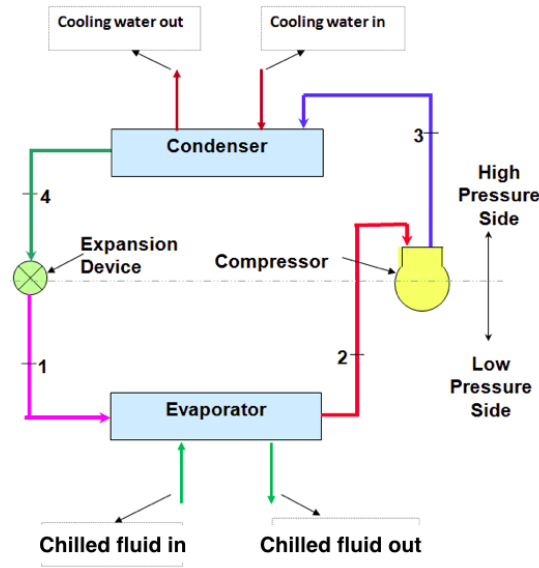 Cooling water out
Cooling water in
Condenser
3
High
Pressure
Side
4
Expansion
Device
Compressor
1
2
Low
Pressure
Side
Evaporator
Chilled fluid in
Chilled fluid out